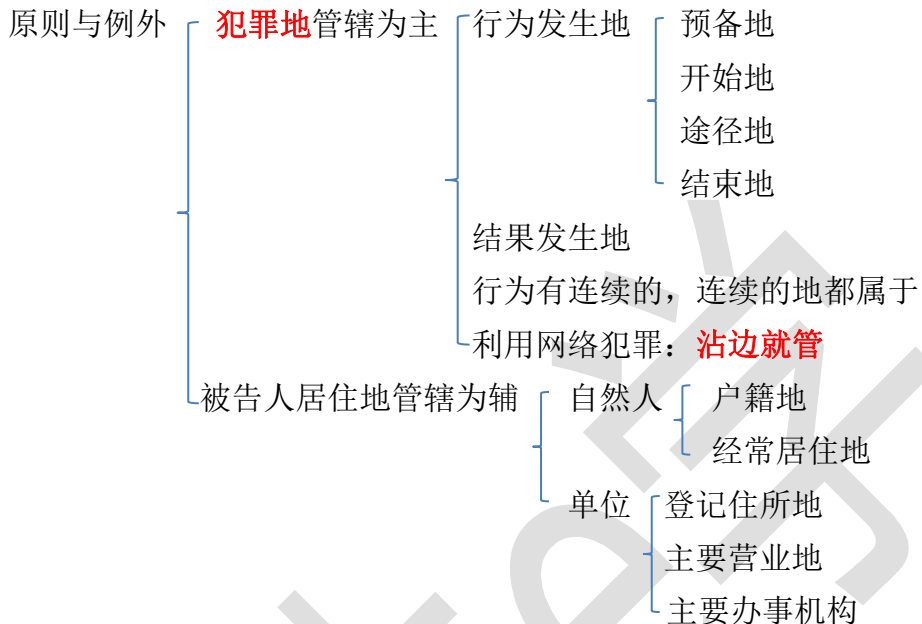 原则与例外 犯罪地管辖为主 行为发生地 预备地
开始地
途径地
结束地
结果发生地
行为有连续的，连续的地都属于
利用网络犯罪：沾边就管
被告人居住地管辖为辅 自然人 户籍地
经常居住地
单位 登记住所地
主要营业地
主要办事机构